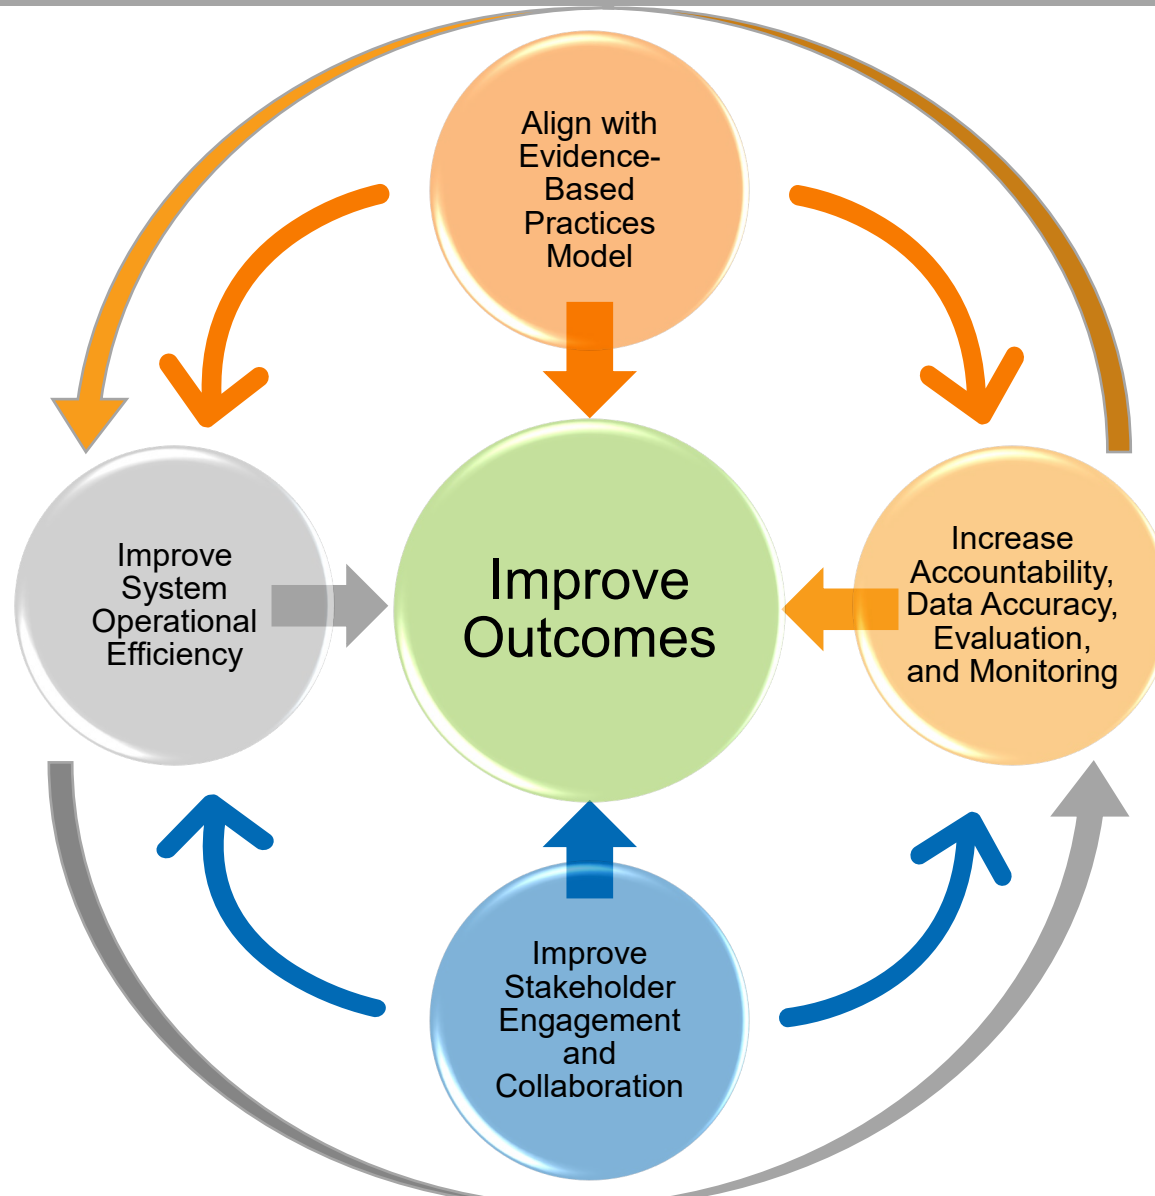 Align with
Evidence-
Based
Practices
Model
Improve
System
Operational
Efficiency
Improve
Outcomes
Increase
Accountability,
Data Accuracy,
Evaluation,
and Monitoring
Improve
Stakeholder
Engagement
and
Collaboration